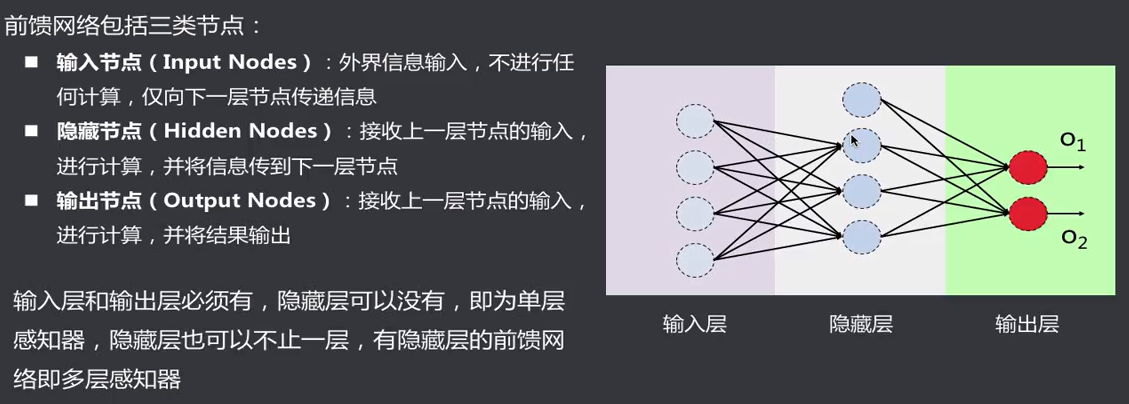 前馈网络包括三类节点：
■ 输入节点（Input Nodes）：外界信息输入，不进行任
何计算，仅向下一层节点传递信息
■ 隐藏节点（Hidden Nodes）：接收上一层节点的输入，
进行计算，并将信息传到下一层节点
■ 输出节点（Output Nodes）：接收上一层节点的输入，
进行计算，并将结果输出
输入层和输出层必须有，隐藏层可以没有，即为单层
感知器，隐藏层也可以不止一层，有隐藏层的前馈网
络即多层感知器
O₁
O₂
输入层
隐藏层
输出层